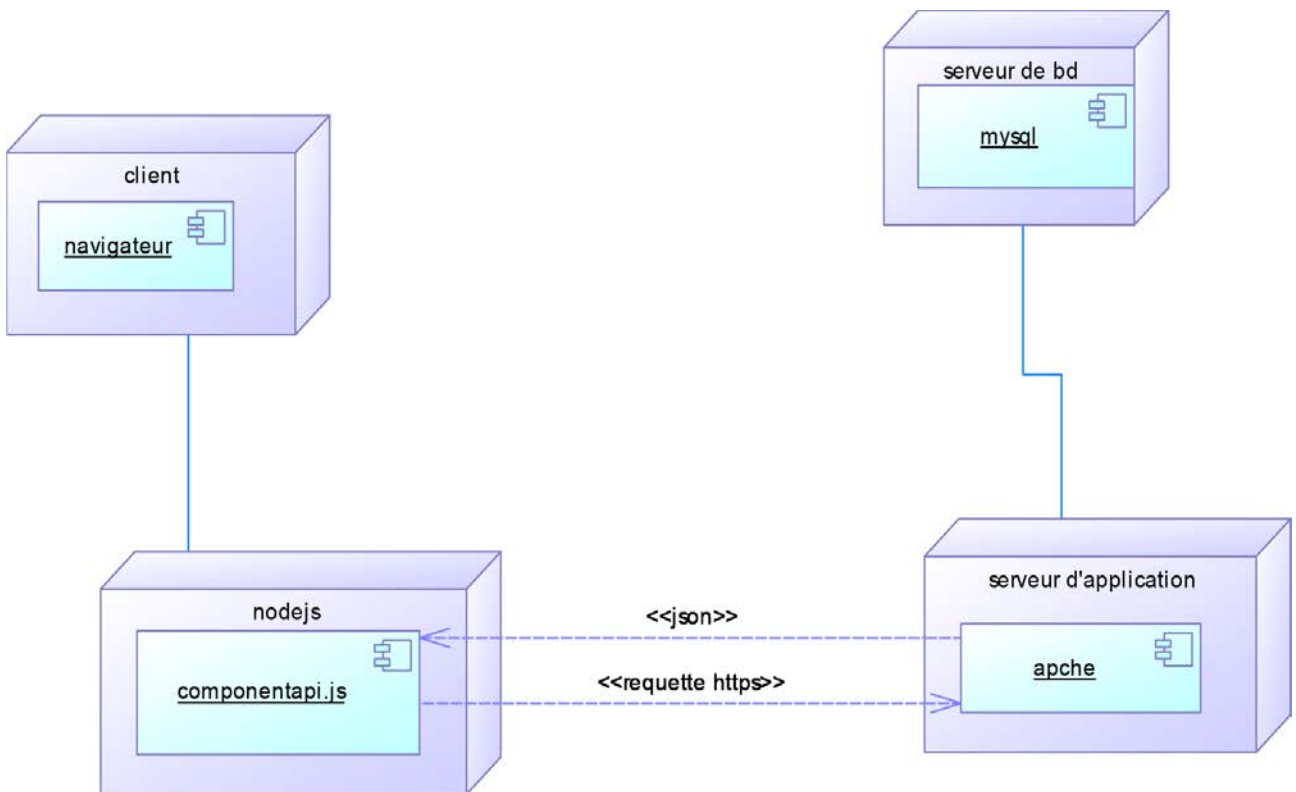 serveur de bd
mysql
client
navigateur
nodejs
componentapi.js
<<json>>
<<requette https>>
serveur d'application
apche